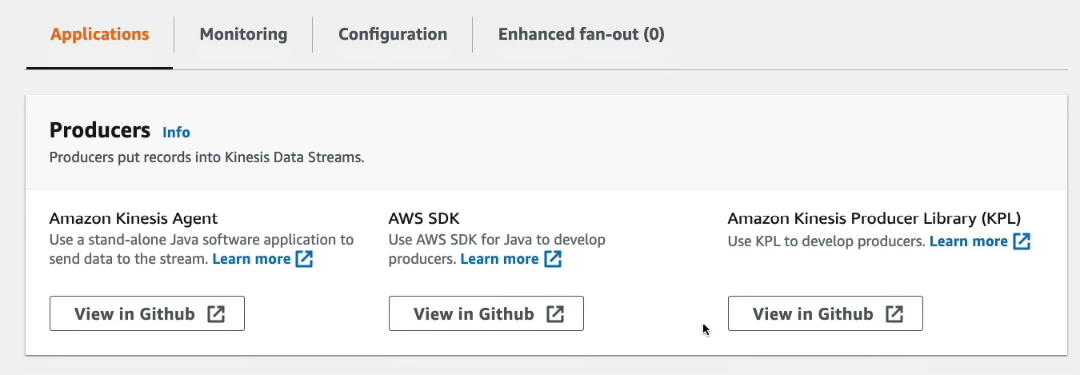 Applications Monitoring Configuration Enhanced fan-out (0)
Producers Info
Producers put records into Kinesis Data Streams.
Amazon Kinesis Agent
Use a stand-alone Java software application to
send data to the stream. Learn more
View in Github
AWS SDK
Use AWS SDK for Java to develop
producers. Learn more
View in Github
Amazon Kinesis Producer Library (KPL)
Use KPL to develop producers. Learn more
View in Github